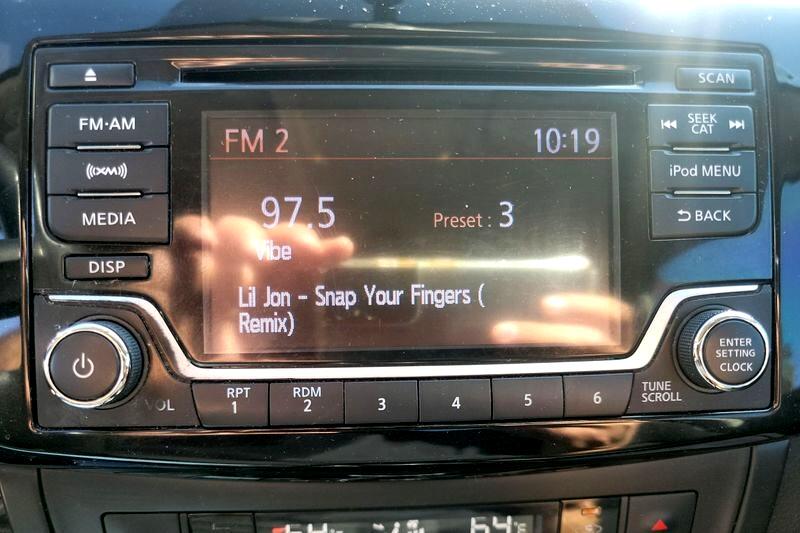 SCAN
FM·AM
SEEK
CAT
FM 2 10:19
((XM))
iPod MENU
97.5 Preset : 3
MEDIA
BACK
Vibe
DISP
Lil Jon - Snap Your Fingers (
Remix)
ENTER
SETTING
CLOCK
VOL
RPT
1
RDM
2
3
4
5
6
TUNE
SCROLL
64